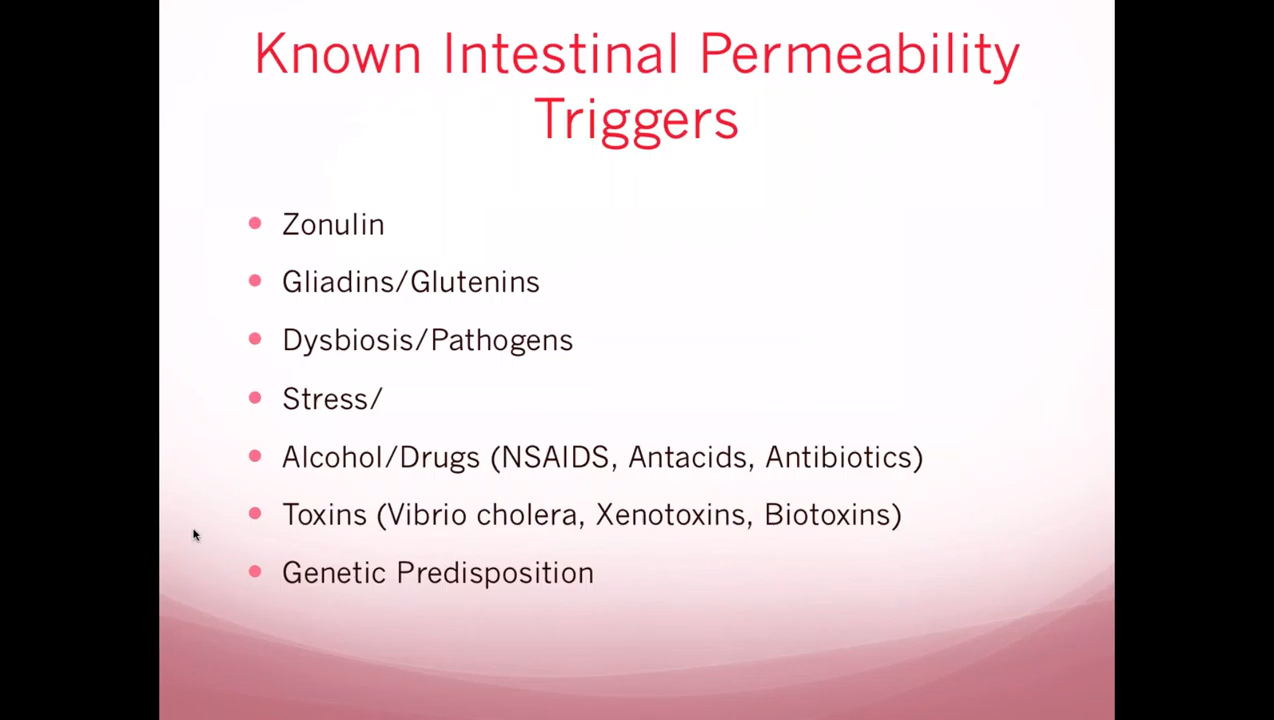 Known Intestinal Permeability
Triggers
Zonulin
Gliadins/Glutenins
Dysbiosis/Pathogens
Stress/
Alcohol/Drugs (NSAIDS, Antacids, Antibiotics)
Toxins (Vibrio cholera, Xenotoxins, Biotoxins)
Genetic Predisposition